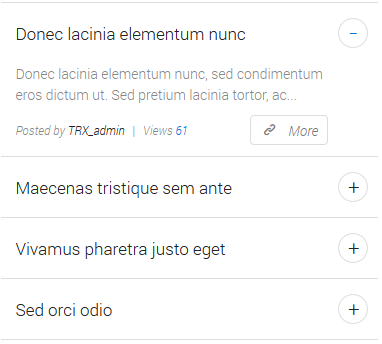 Donec lacinia elementum nunc
Donec lacinia elementum nunc, sed condimentum
eros dictum ut. Sed pretium lacinia tortor, ac...
Posted by TRX_admin | Views 61 More
Maecenas tristique sem ante
Vivamus pharetra justo eget
Sed orci odio